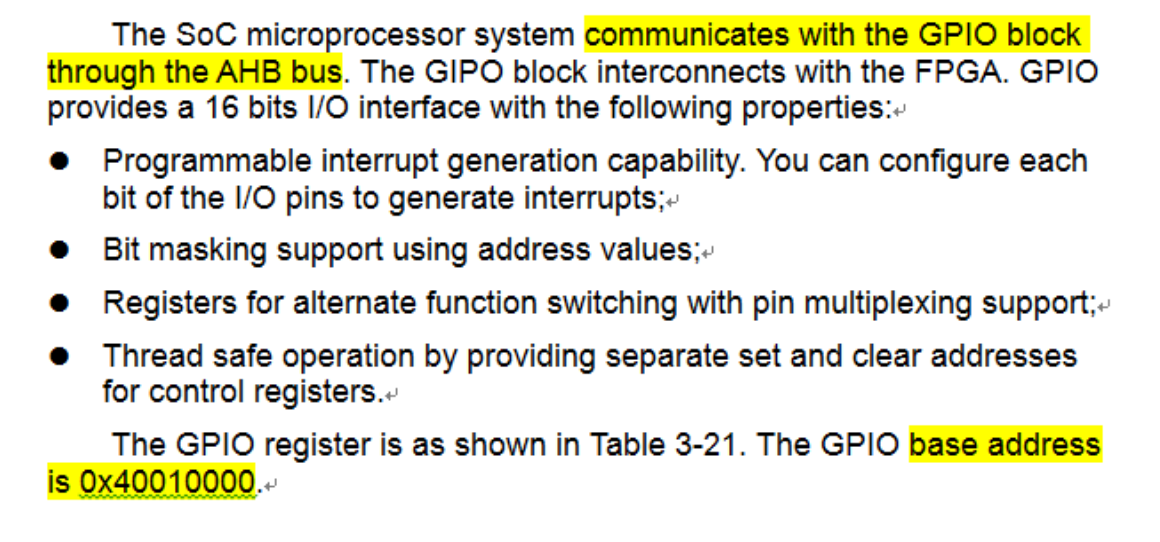 The SoC microprocessor system communicates with the GPIO block
through the AHB bus. The GIPO block interconnects with the FPGA. GPIO
provides a 16 bits I/O interface with the following properties:↵
● Programmable interrupt generation capability. You can configure each
bit of the I/O pins to generate interrupts;↵
● Bit masking support using address values;↵
● Registers for alternate function switching with pin multiplexing support;↵
● Thread safe operation by providing separate set and clear addresses
for control registers.↵
The GPIO register is as shown in Table 3-21. The GPIO base address
is 0x40010000.↵